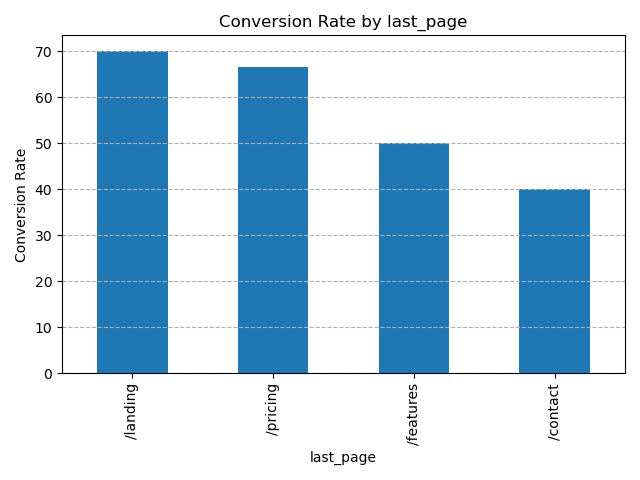 Conversion Rate by last_page
Conversion Rate
70
60
50
40
30
20
10
0
/landing
/pricing
/features
/contact
last_page